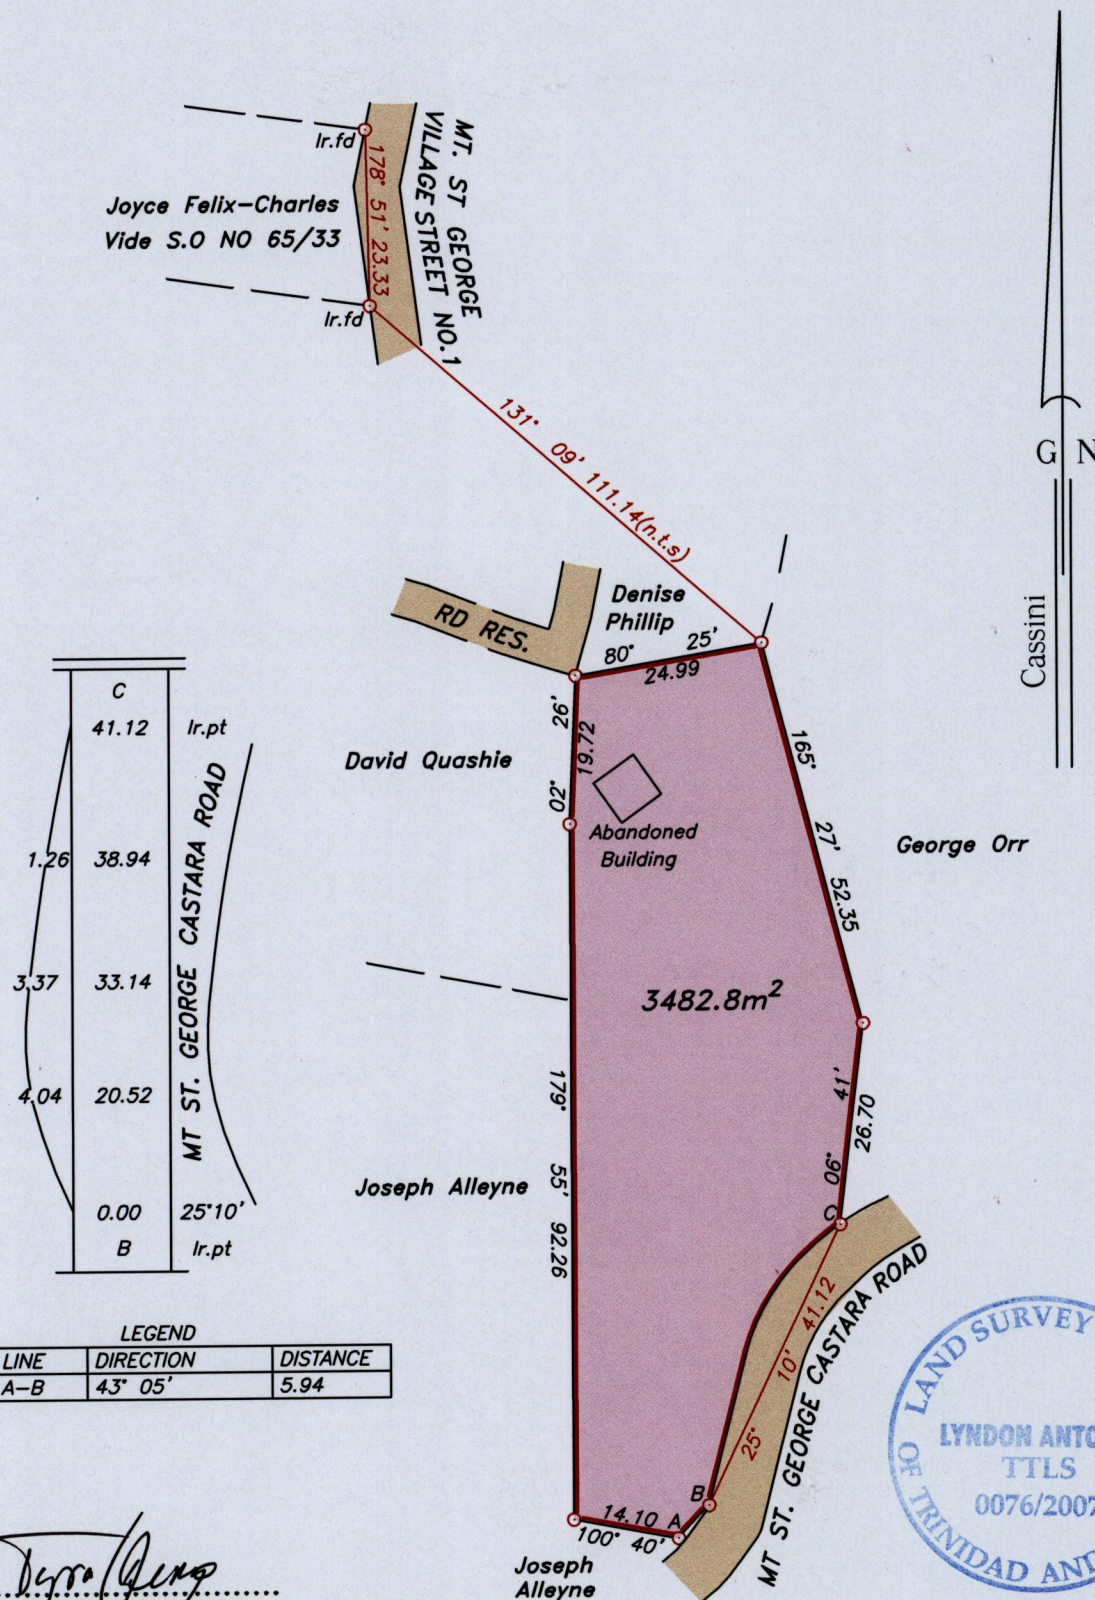 Ir.fd
178° 51' 23.33
MT. ST GEORGE
VILLAGE STREET NO.1
Joyce Felix-Charles
Vide S.O NO 65/33
Ir.fd
131° 09' 111.14(n.t.s)
G N
Cassini
RD RES.
Denise
Phillip
80° 25'
24.99
26'
02°
19.72
David Quashie
Abandoned
Building
165° 27' 52.35
George Orr
3482.8m²
179° 55' 92.26
06° 41'
26.70
Joseph Alleyne
C
41.12 Ir.pt
1.26 38.94
3.37 33.14
4.04 20.52
0.00 25°10'
B Ir.pt
MT ST. GEORGE CASTARA ROAD
C
25° 10' 41.12
MT ST. GEORGE CASTARA ROAD
B
14.10 A
100° 40'
Joseph
Alleyne
LEGEND
LINE DIRECTION DISTANCE
A-B 43° 05' 5.94
LAND SURVEY
LYNDON ANTO
TTLS
0076/2007
OF TRINIDAD AND